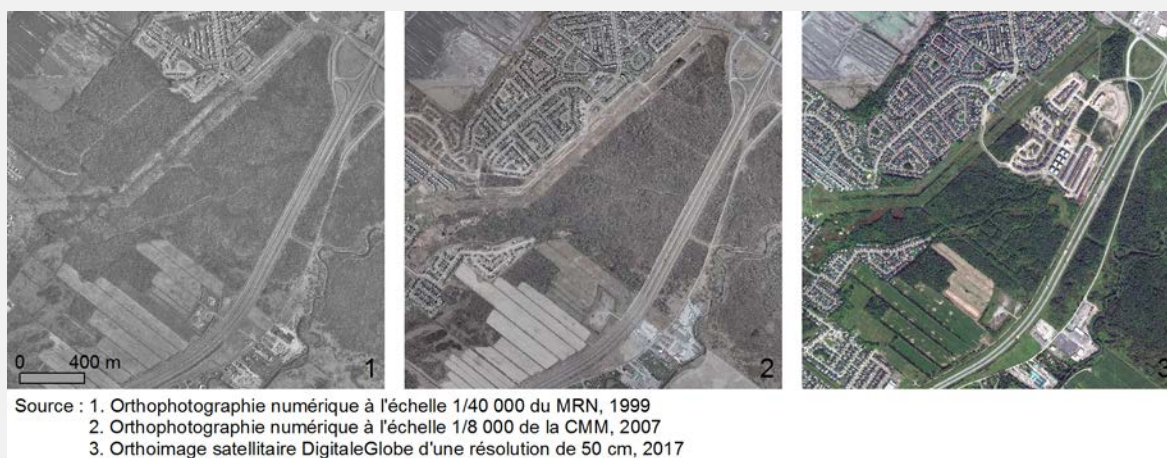 1
2
3
0 400 m
Source : 1. Orthophotographie numérique à l'échelle 1/40 000 du MRN, 1999
2. Orthophotographie numérique à l'échelle 1/8 000 de la CMM, 2007
3. Orthoimage satellitaire DigitaleGlobe d'une résolution de 50 cm, 2017